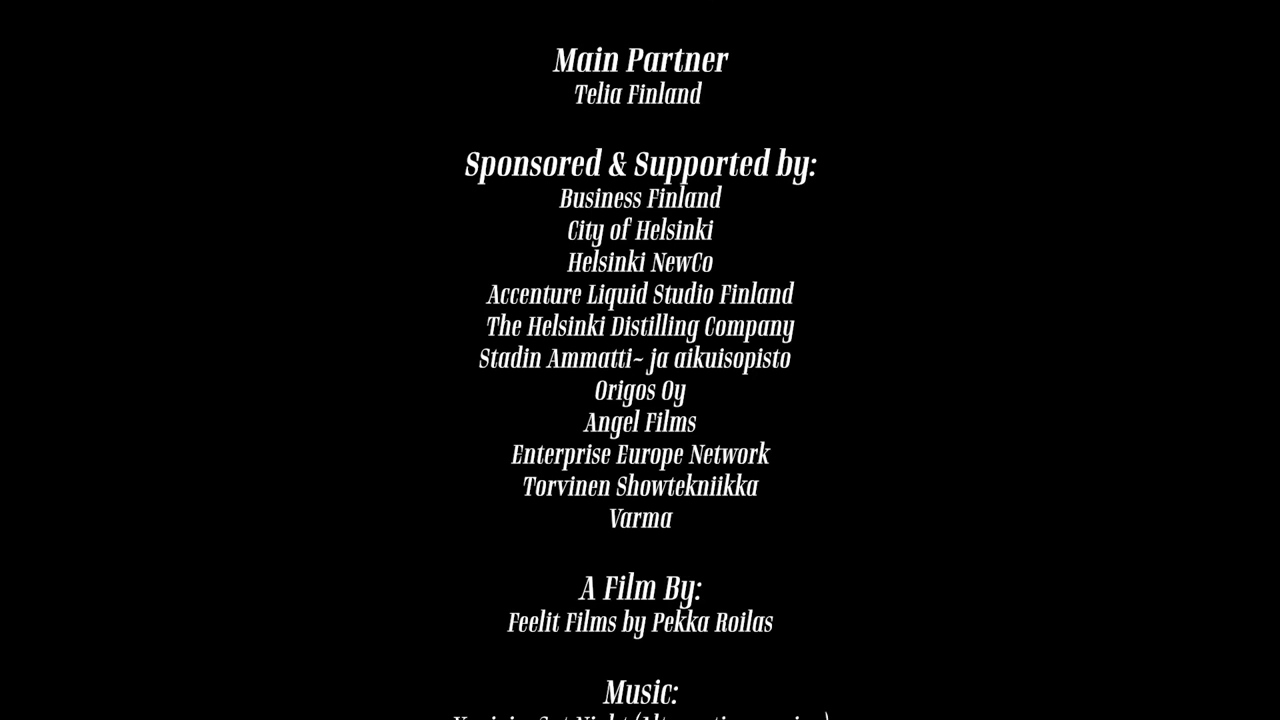 Main Partner
Telia Finland
Sponsored & Supported by:
Business Finland
City of Helsinki
Helsinki NewCo
Accenture Liquid Studio Finland
The Helsinki Distilling Company
Stadin Ammatti- ja aikuisopisto
Origos Oy
Angel Films
Enterprise Europe Network
Torvinen Showtekniikka
Varma
A Film By:
Feelit Films by Pekka Roilas
Music: